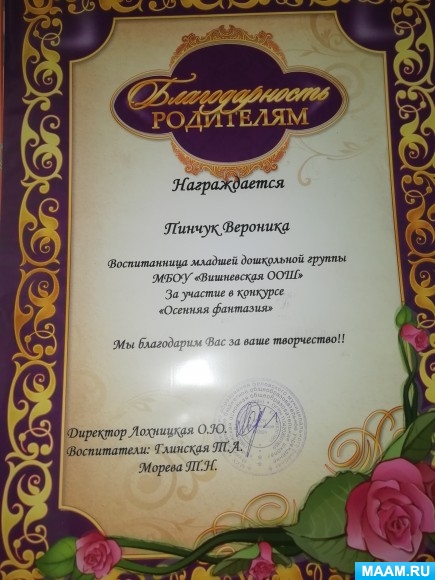 Благодарность
РОДИТЕЛЯМ
Награждается
Пинчук Вероника
Воспитанница младшей дошкольной группы
МБОУ «Вишневская ООШ»
За участие в конкурсе
«Осенняя фантазия»
Мы благодарим Вас за ваше творчество!!
Директор Лохницкая О.Ю.
Воспитатели: Глинская Т.А.
Морева Т.Н.
MAAM.RU